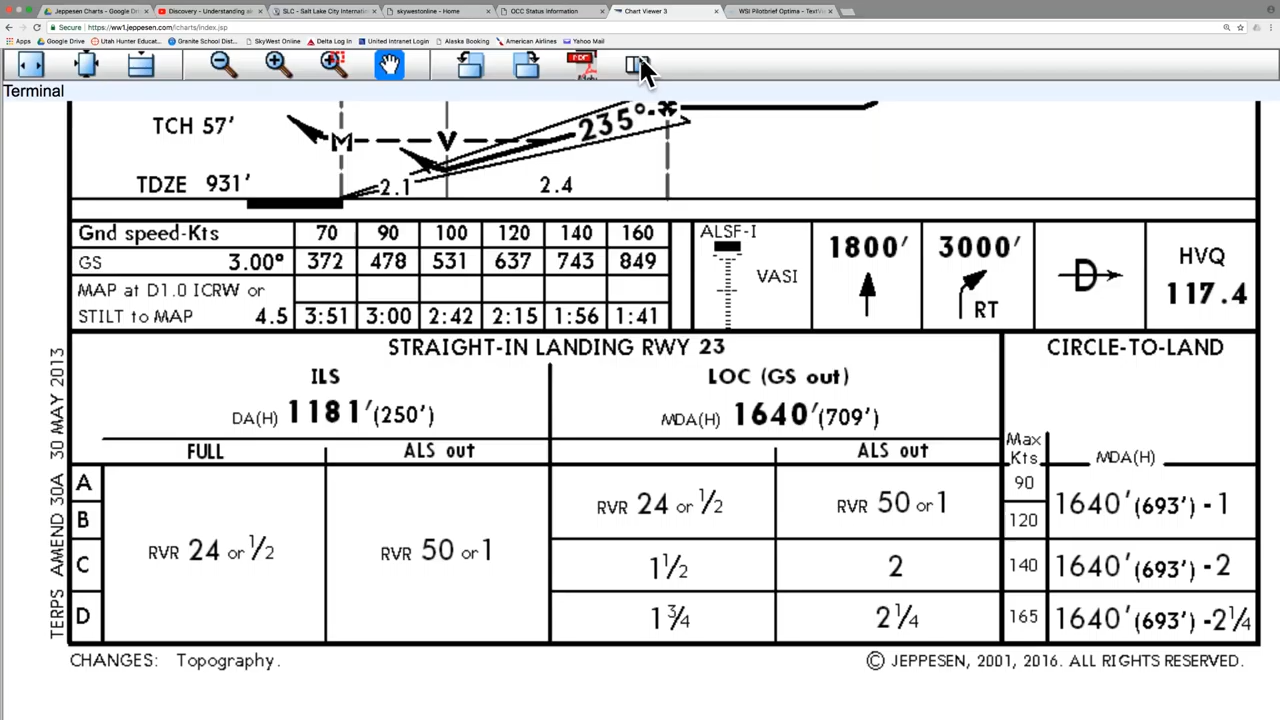 Jeppesen Charts - Google Dri
Discovery - Understanding a
SLC - Salt Lake City Internati
skywestonline - Home
OCC Status Information
Chart Viewer 3
WSI Pilotbrief Optima - TextVi
Secure https://ww1.jeppesen.com/icharts/index.jsp
Apps Google Drive Utah Hunter Educat... Granite School Dist... SkyWest Online Delta Log In United Intranet Login Alaska Booking American Airlines Yahoo Mail
PDF
Terminal
TCH 57'
M V 235°
TDZE 931' 2.1 2.4
Gnd speed-Kts 70 90 100 120 140 160
GS 3.00° 372 478 531 637 743 849
MAP at D1.0 ICRW or
STILT to MAP 4.5 3:51 3:00 2:42 2:15 1:56 1:41
ALSF-I
VASI
1800'
3000'
RT
D
HVQ
117.4
STRAIGHT-IN LANDING RWY 23
CIRCLE-TO-LAND
ILS
LOC (GS out)
DA(H) 1181'(250')
MDA(H) 1640'(709')
FULL ALS out ALS out
Max
Kts
MDA(H)
A
B
C
D
RVR 24 or 1/2
RVR 50 or 1
RVR 24 or 1/2
RVR 50 or 1
90
120
1640'(693') -1
1 1/2 2 140 1640'(693') -2
1 3/4 2 1/4 165 1640'(693') -2 1/4
TERPS AMEND 30A 30 MAY 2013
CHANGES: Topography.
© JEPPESEN, 2001, 2016. ALL RIGHTS RESERVED.